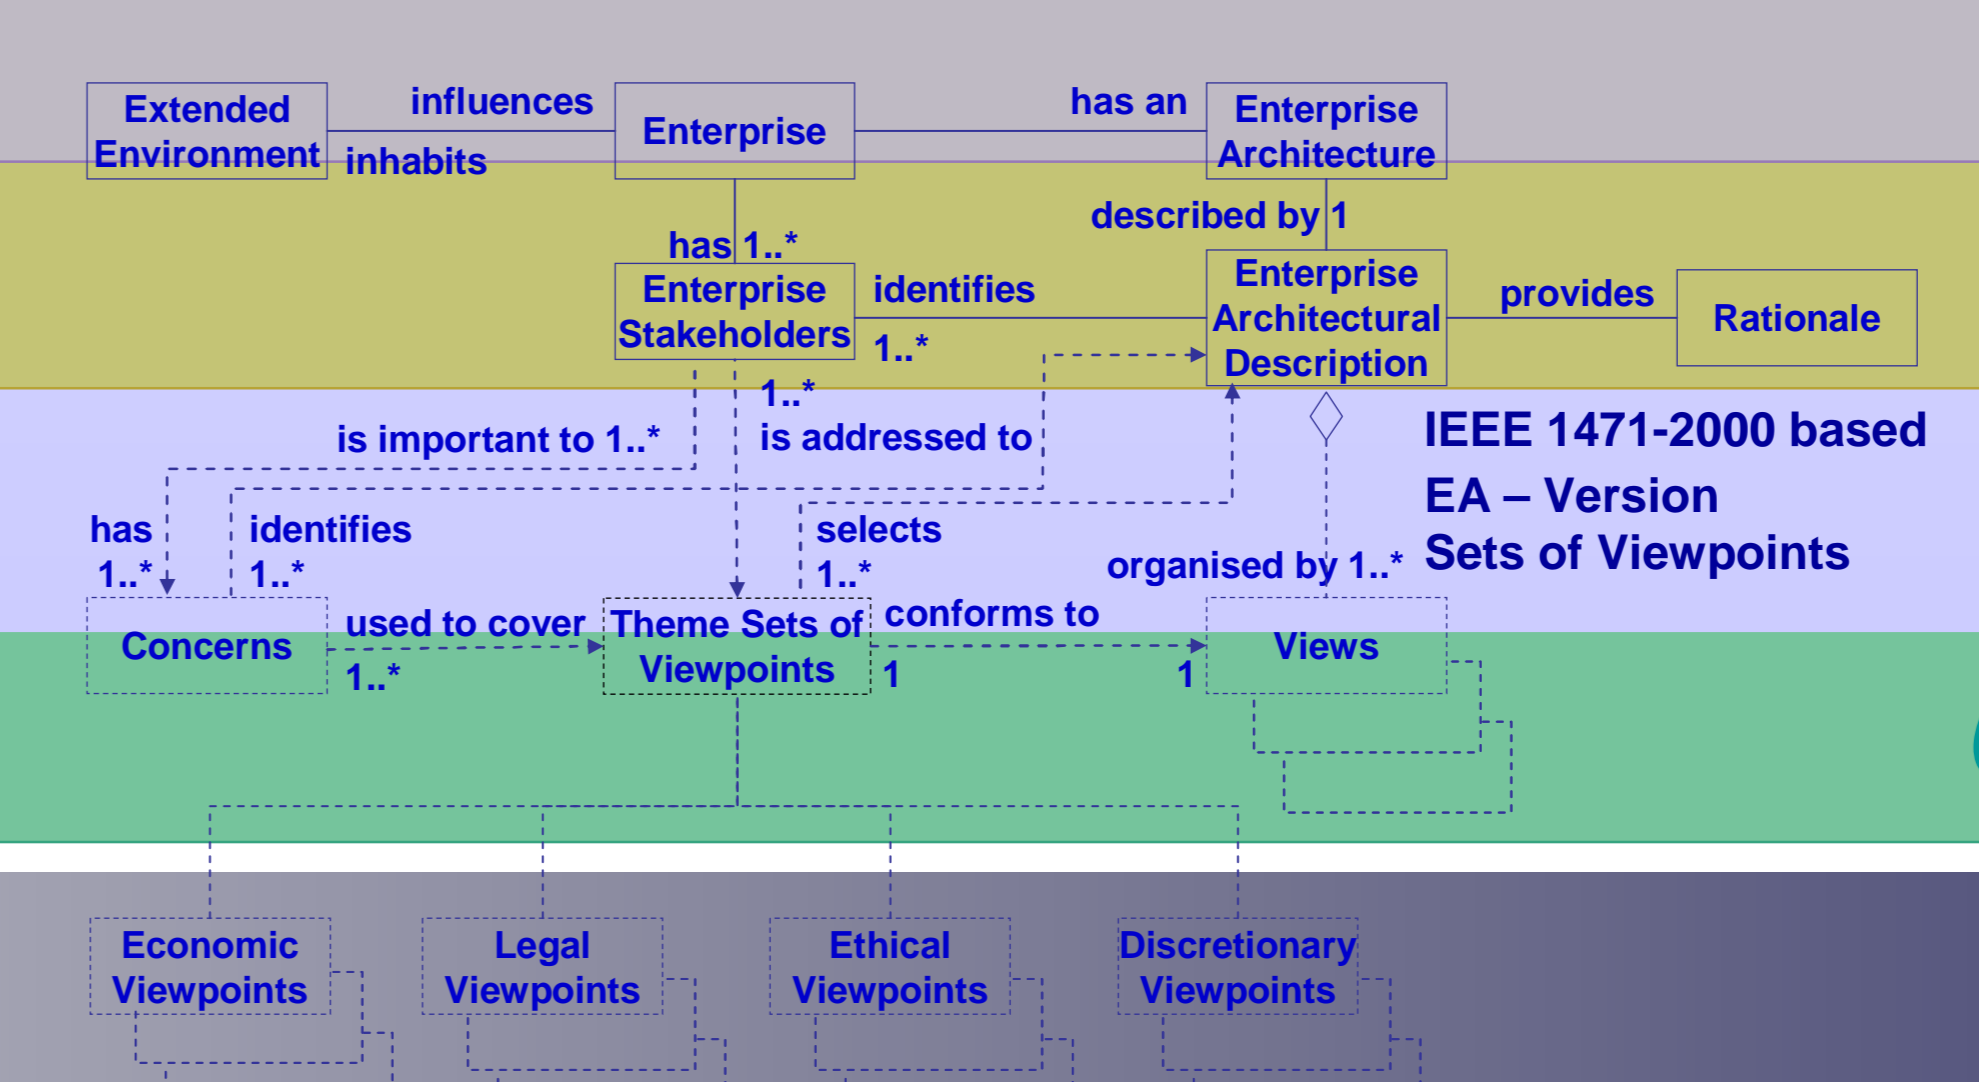 Extended
Environment
influences
inhabits
Enterprise
has an
Enterprise
Architecture
described by 1
has 1..*
Enterprise
Stakeholders
identifies
1..*
Enterprise
Architectural
Description
provides
Rationale
1..*
is important to 1..*
is addressed to
IEEE 1471-2000 based
EA – Version
Sets of Viewpoints
has
1..*
identifies
1..*
selects
1..*
organised by 1..*
Concerns
used to cover
1..*
Theme Sets of
Viewpoints
conforms to
1
1
Views
Economic
Viewpoints
Legal
Viewpoints
Ethical
Viewpoints
Discretionary
Viewpoints